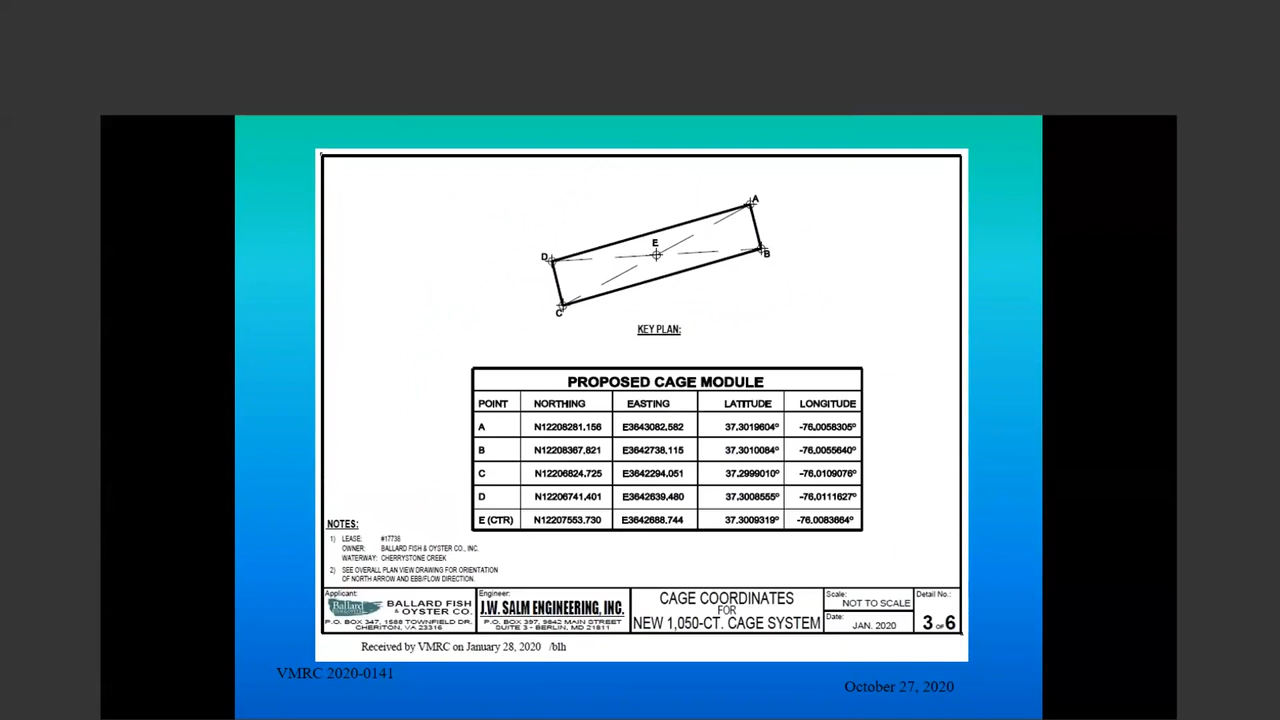 A
E
D
B
C
KEY PLAN:
PROPOSED CAGE MODULE
POINT NORTHING EASTING LATITUDE LONGITUDE
A N12208281.156 E3643082.582 37.3019604° -76.0058305°
B N12208367.821 E3642738.115 37.3010084° -76.0055640°
C N12206824.725 E3642294.051 37.2999010° -76.0109076°
D N12206741.401 E3642639.480 37.3008555° -76.0111627°
E (CTR) N12207553.730 E3642688.744 37.3009319° -76.0083664°
NOTES:
1) LEASE: #17738
OWNER: BALLARD FISH & OYSTER CO., INC.
WATERWAY: CHERRYSTONE CREEK
2) SEE OVERALL PLAN VIEW DRAWING FOR ORIENTATION
OF NORTH ARROW AND EBB/FLOW DIRECTION.
Applicant:
Ballard
BALLARD FISH
& OYSTER CO.
P.O. BOX 347, 1588 TOWNFIELD DR.
CHERITON, VA 23316
Engineer:
J.W. SALM ENGINEERING, INC.
P.O. BOX 397, 9842 MAIN STREET
SUITE 3 - BERLIN, MD 21811
CAGE COORDINATES
FOR
NEW 1,050-CT. CAGE SYSTEM
Scale:
NOT TO SCALE
Date:
JAN. 2020
Detail No.:
3 OF 6
Received by VMRC on January 28, 2020 /blh
VMRC 2020-0141
October 27, 2020